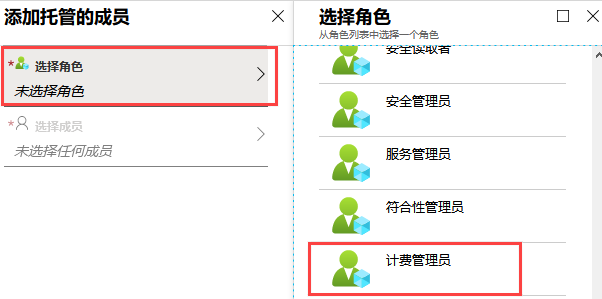 添加托管的成员
*选择角色
未选择角色
*选择成员
未选择任何成员
选择角色
从角色列表中选择一个角色
安全读取者
安全管理员
服务管理员
符合性管理员
计费管理员